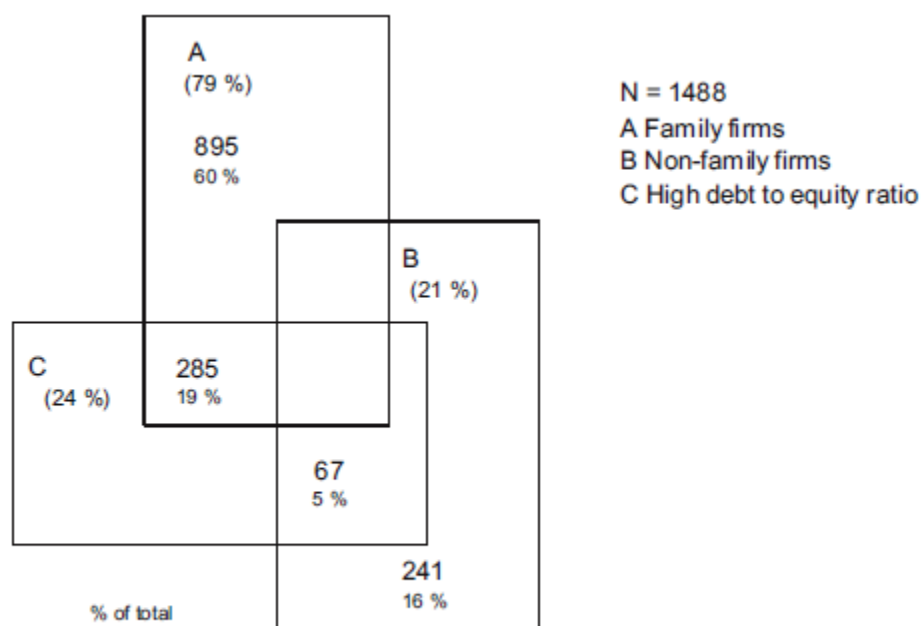 A
(79 %)
895
60 %
N = 1488
A Family firms
B Non-family firms
C High debt to equity ratio
B
(21 %)
C
(24 %)
285
19 %
67
5 %
241
16 %
% of total